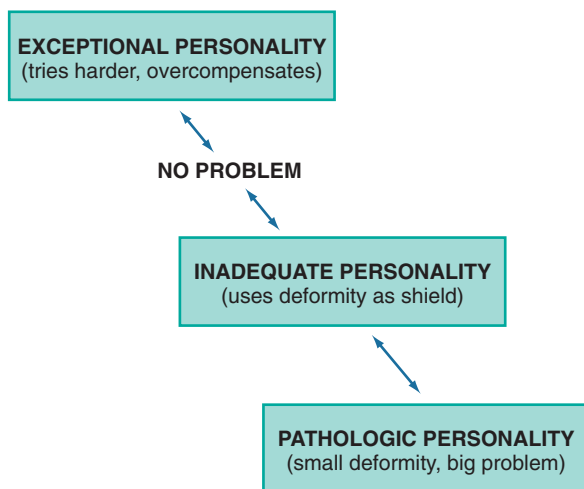 EXCEPTIONAL PERSONALITY
(tries harder, overcompensates)
NO PROBLEM
INADEQUATE PERSONALITY
(uses deformity as shield)
PATHOLOGIC PERSONALITY
(small deformity, big problem)